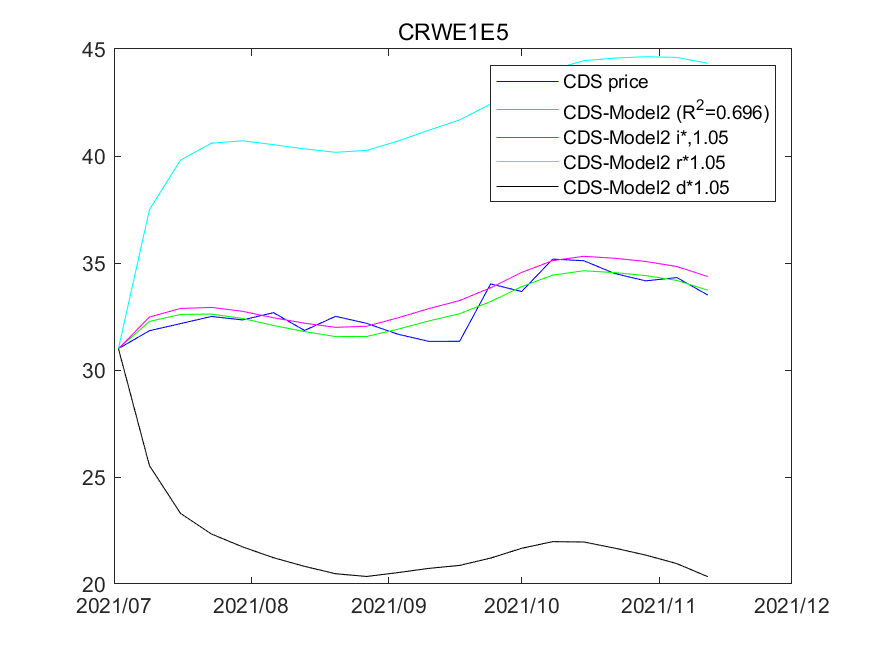 CRWE1E5
45
40
35
30
25
20
2021/07 2021/08 2021/09 2021/10 2021/11 2021/12
CDS price
CDS-Model2 (R²=0.696)
CDS-Model2 i*,1.05
CDS-Model2 r*1.05
CDS-Model2 d*1.05